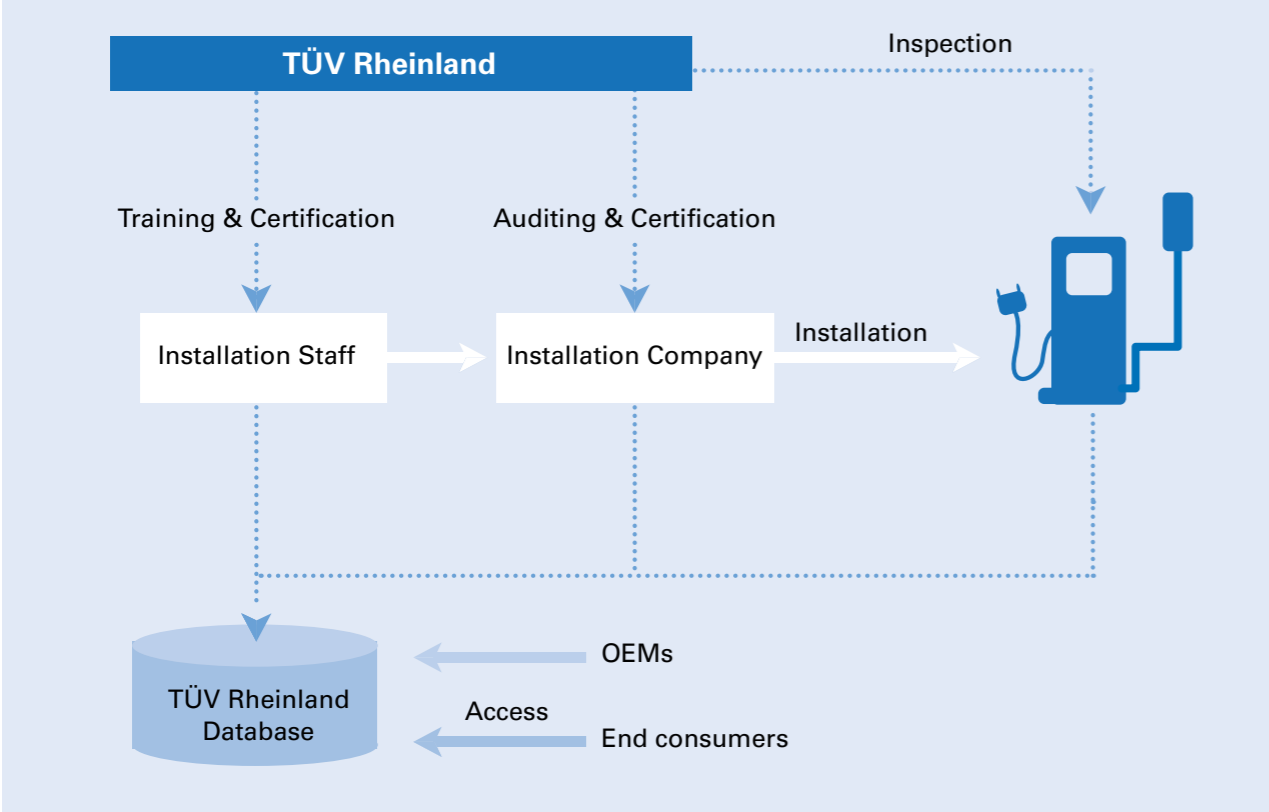 TÜV Rheinland
Inspection
Training & Certification
Auditing & Certification
Installation Staff
Installation Company
Installation
TÜV Rheinland
Database
OEMs
Access
End consumers